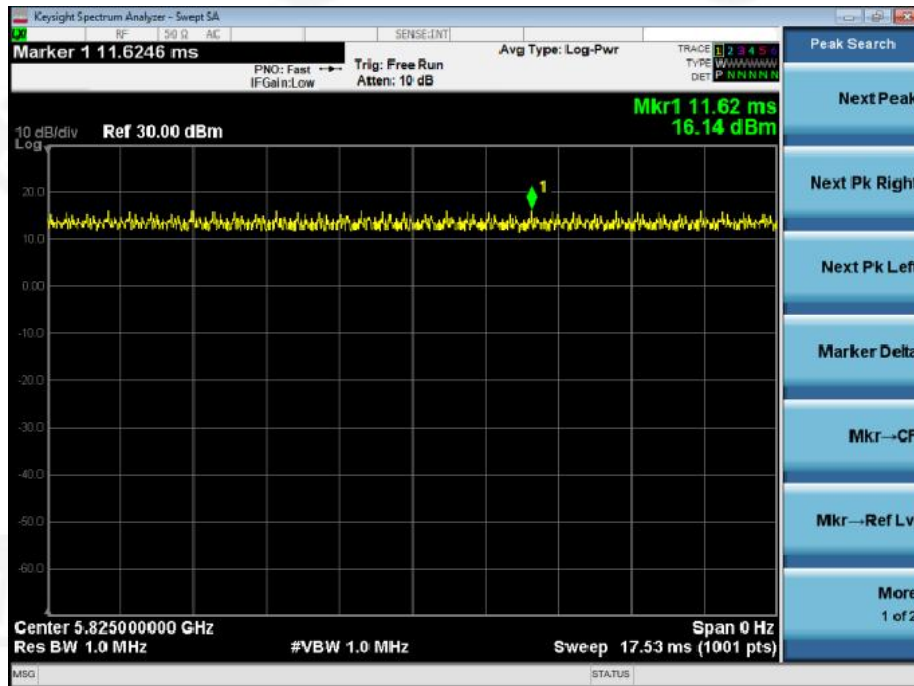 Keysight Spectrum Analyzer - Swept SA
RF 50 Ω AC SENSE:INT
Marker 1 11.6246 ms
PNO: Fast
IFGain:Low
Trig: Free Run
Atten: 10 dB
Avg Type: Log-Pwr
TRACE 1 2 3 4 5 6
TYPE W
DET P N N N N N
Mkr1 11.62 ms
16.14 dBm
10 dB/div Ref 30.00 dBm
Log
1
20.0
10.0
0.00
-10.0
-20.0
-30.0
-40.0
-50.0
-60.0
Center 5.825000000 GHz Span 0 Hz
Res BW 1.0 MHz #VBW 1.0 MHz Sweep 17.53 ms (1001 pts)
MSG STATUS
Peak Search
Next Peak
Next Pk Right
Next Pk Left
Marker Delta
Mkr→CF
Mkr→Ref Lv
More
1 of 2